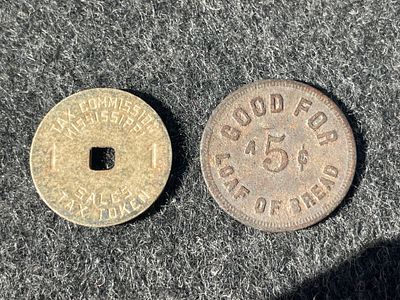 TAX COMMISSION
MISSISSIPPI
1 1
SALES
TAX TOKEN
GOOD FOR
A 5 ¢
LOAF OF BREAD